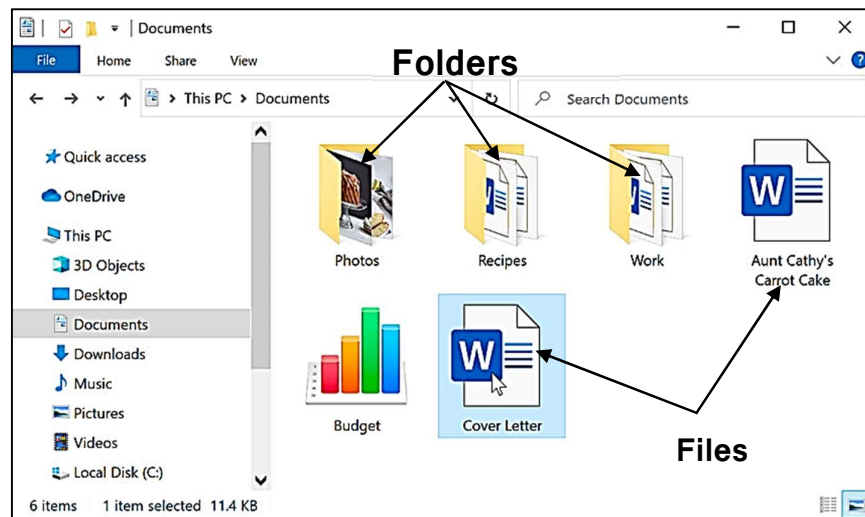 Documents
File Home Share View
Folders
This PC Documents
Search Documents
Quick access
OneDrive
This PC
3D Objects
Desktop
Documents
Downloads
Music
Pictures
Videos
Local Disk (C:)
Photos
Recipes
Work
W
Aunt Cathy's
Carrot Cake
Budget
W
Cover Letter
Files
6 items 1 item selected 11.4 KB